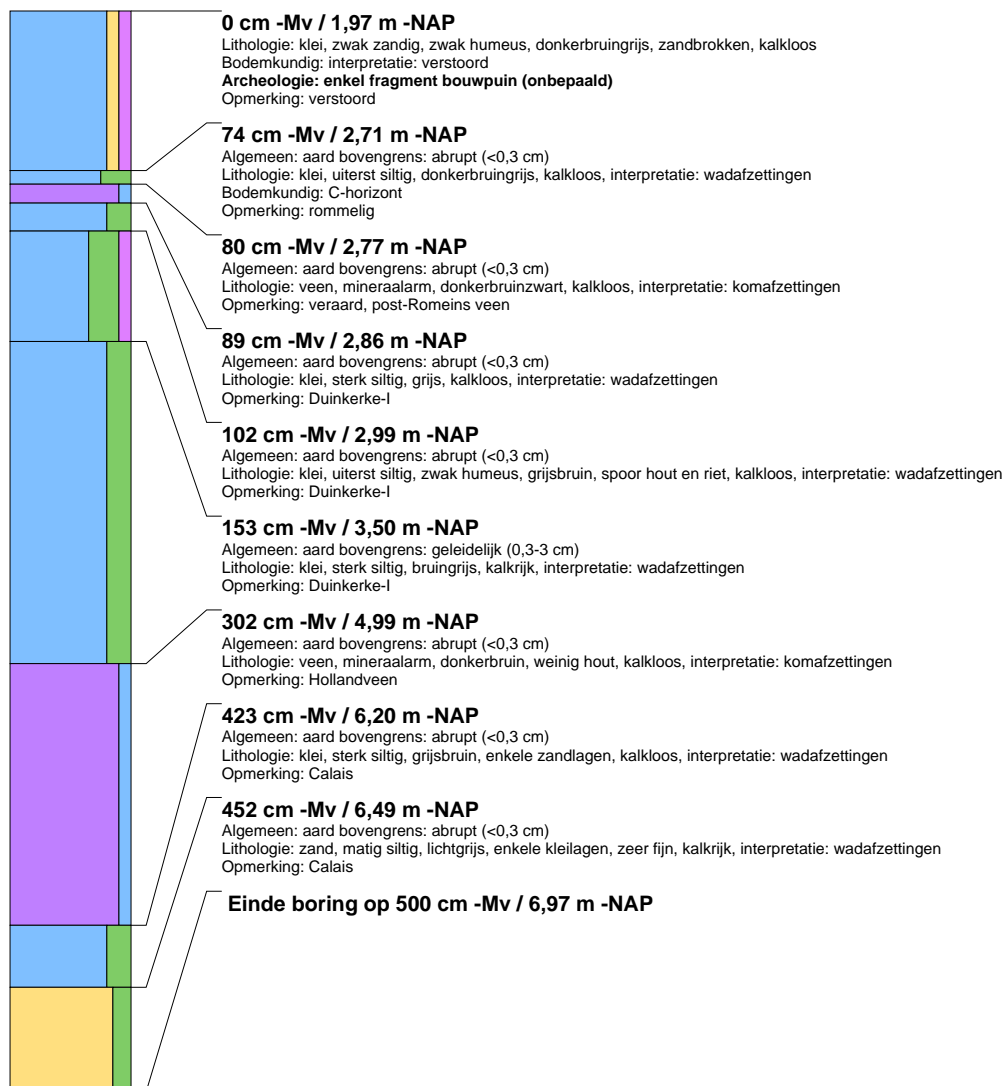 0 cm -Mv / 1,97 m -NAP
Lithologie: klei, zwak zandig, zwak humeus, donkerbruingrijs, zandbrokken, kalkloos
Bodemkundig: interpretatie: verstoord
Archeologie: enkel fragment bouwpuin (onbepaald)
Opmerking: verstoord
74 cm -Mv / 2,71 m -NAP
Algemeen: aard bovengrens: abrupt (<0,3 cm)
Lithologie: klei, uiterst siltig, donkerbruingrijs, kalkloos, interpretatie: wadafzettingen
Bodemkundig: C-horizont
Opmerking: rommelig
80 cm -Mv / 2,77 m -NAP
Algemeen: aard bovengrens: abrupt (<0,3 cm)
Lithologie: veen, mineraalarm, donkerbruinzwart, kalkloos, interpretatie: komafzettingen
Opmerking: veraard, post-Romeins veen
89 cm -Mv / 2,86 m -NAP
Algemeen: aard bovengrens: abrupt (<0,3 cm)
Lithologie: klei, sterk siltig, grijs, kalkloos, interpretatie: wadafzettingen
Opmerking: Duinkerke-I
102 cm -Mv / 2,99 m -NAP
Algemeen: aard bovengrens: abrupt (<0,3 cm)
Lithologie: klei, uiterst siltig, zwak humeus, grijsbruin, spoor hout en riet, kalkloos, interpretatie: wadafzettingen
Opmerking: Duinkerke-I
153 cm -Mv / 3,50 m -NAP
Algemeen: aard bovengrens: geleidelijk (0,3-3 cm)
Lithologie: klei, sterk siltig, bruingrijs, kalkrijk, interpretatie: wadafzettingen
Opmerking: Duinkerke-I
302 cm -Mv / 4,99 m -NAP
Algemeen: aard bovengrens: abrupt (<0,3 cm)
Lithologie: veen, mineraalarm, donkerbruin, weinig hout, kalkloos, interpretatie: komafzettingen
Opmerking: Hollandveen
423 cm -Mv / 6,20 m -NAP
Algemeen: aard bovengrens: abrupt (<0,3 cm)
Lithologie: klei, sterk siltig, grijsbruin, enkele zandlagen, kalkloos, interpretatie: wadafzettingen
Opmerking: Calais
452 cm -Mv / 6,49 m -NAP
Algemeen: aard bovengrens: abrupt (<0,3 cm)
Lithologie: zand, matig siltig, lichtgrijs, enkele kleilagen, zeer fijn, kalkrijk, interpretatie: wadafzettingen
Opmerking: Calais
Einde boring op 500 cm -Mv / 6,97 m -NAP